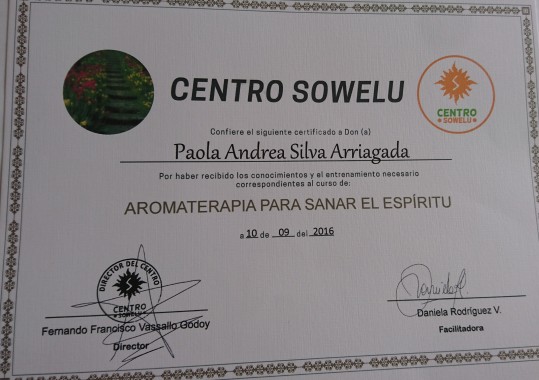 CENTRO SOWELU
CENTRO
SOWELU
Confiere el siguiente certificado a Don (a)
Paola Andrea Silva Arriagada
Por haber recibido los conocimientos y el entrenamiento necesario
correspondientes al curso de:
AROMATERAPIA PARA SANAR EL ESPÍRITU
a 10 de 09 del 2016
DIRECTOR DEL CENTRO
CENTRO
SOWELU
Fernando Francisco Vassallo Godoy
Director
Daniela Rodríguez V.
Facilitadora